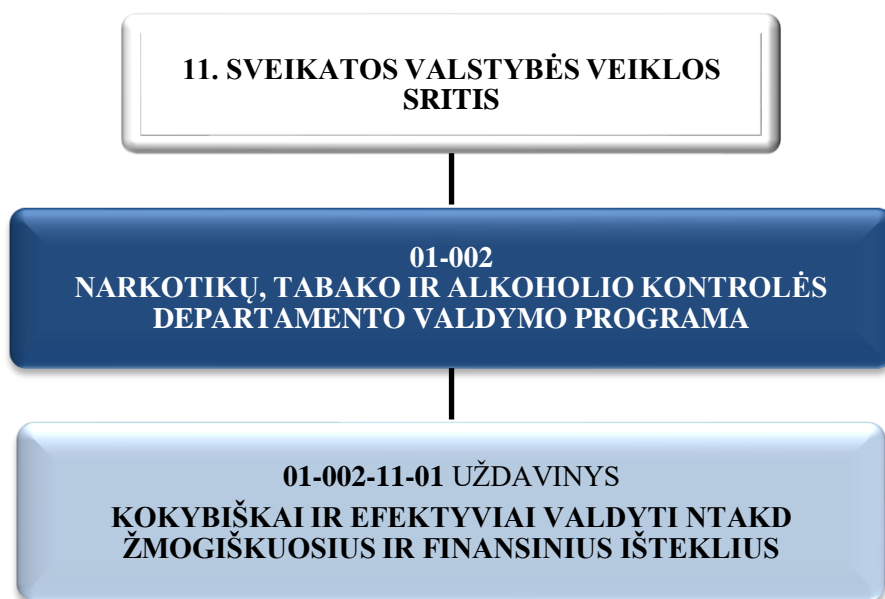 11. SVEIKATOS VALSTYBĖS VEIKLOS
SRITIS
01-002
NARKOTIKŲ, TABAKO IR ALKOHOLIO KONTROLĖS
DEPARTAMENTO VALDYMO PROGRAMA
01-002-11-01 UŽDAVINYS
KOKYBIŠKAI IR EFEKTYVIAI VALDYTI NTAKD
ŽMOGIŠKUOSIUS IR FINANSINIUS IŠTEKLIUS